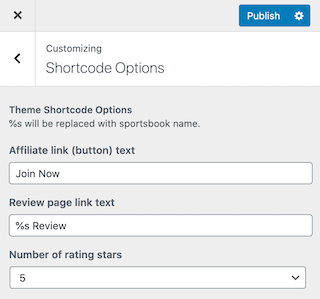 Publish
Customizing
Shortcode Options
Theme Shortcode Options
%s will be replaced with sportsbook name.
Affiliate link (button) text
Join Now
Review page link text
%s Review
Number of rating stars
5